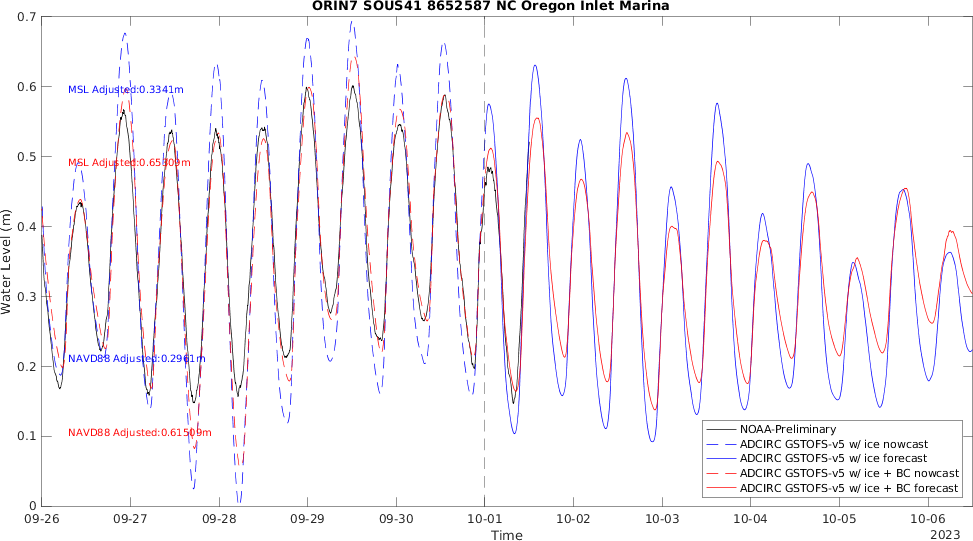 ORIN7 SOUS41 8652587 NC Oregon Inlet Marina
Water Level (m)
0.7
0.6
0.5
0.4
0.3
0.2
0.1
0
MSL Adjusted:0.3341m
MSL Adjusted:0.65809m
NAVD88 Adjusted:0.2961m
NAVD88 Adjusted:0.61509m
NOAA-Preliminary
ADCIRC GSTOFS-v5 w/ ice nowcast
ADCIRC GSTOFS-v5 w/ ice forecast
ADCIRC GSTOFS-v5 w/ ice + BC nowcast
ADCIRC GSTOFS-v5 w/ ice + BC forecast
09-26 09-27 09-28 09-29 09-30 10-01 10-02 10-03 10-04 10-05 10-06
2023
Time